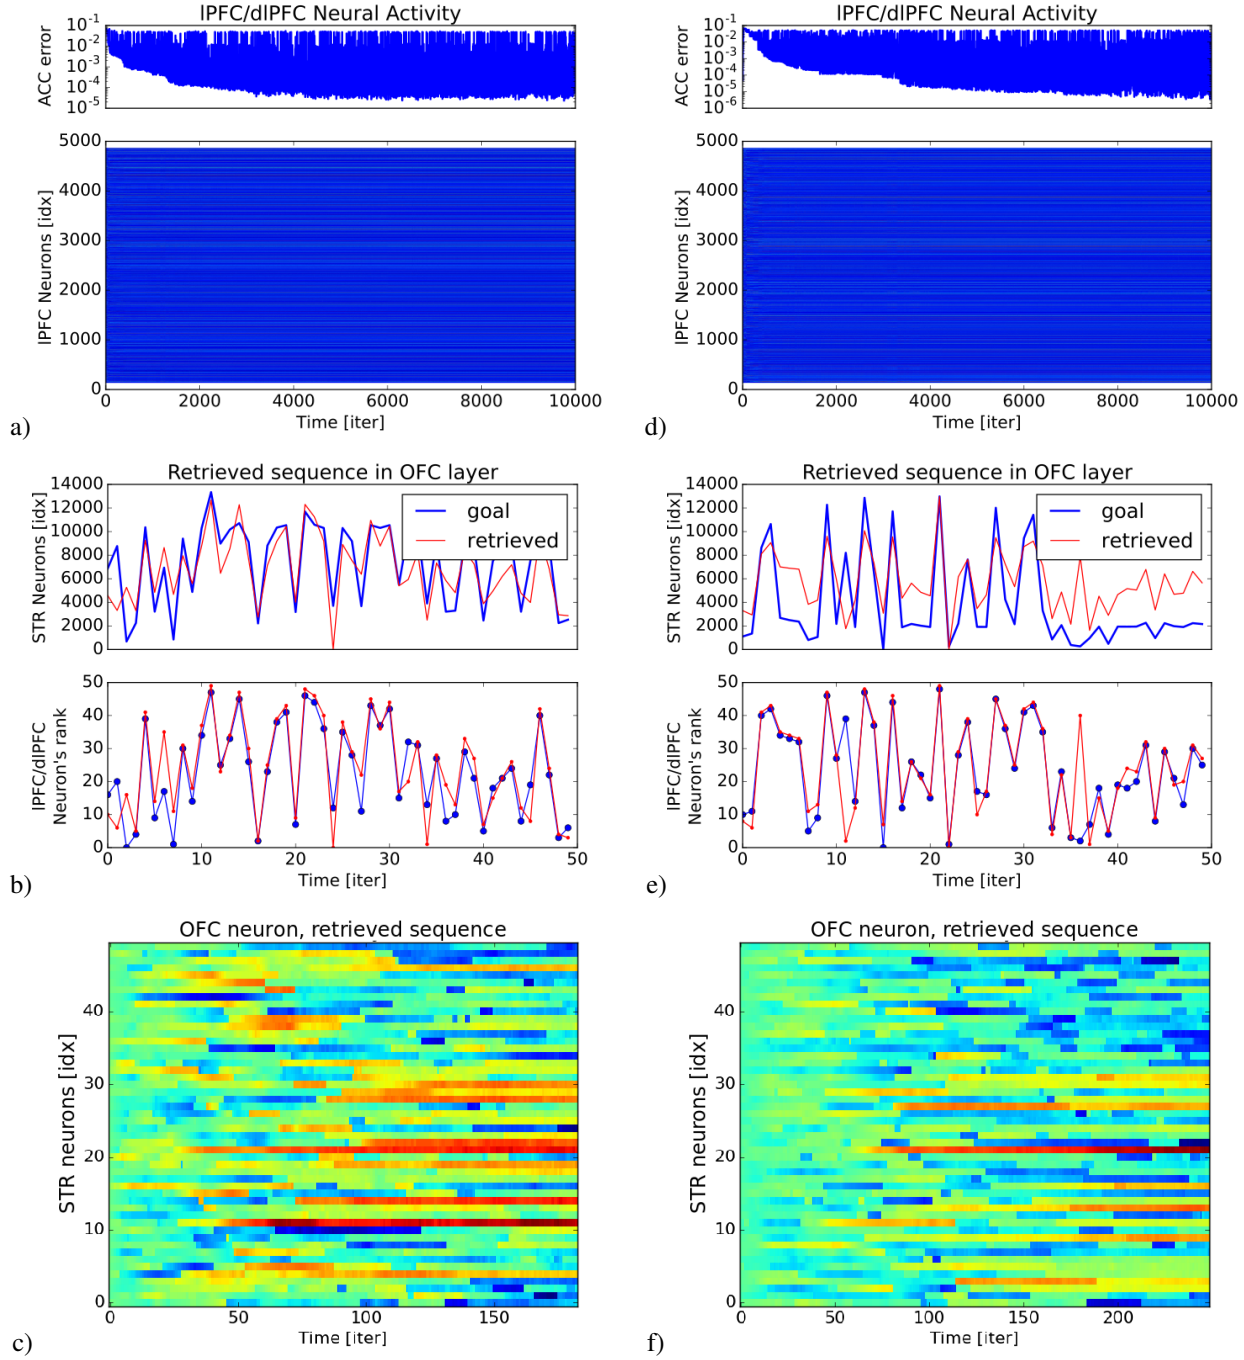 lPFC/dlPFC Neural Activity
10^-1
10^-2
10^-3
10^-4
10^-5
ACC error
5000
4000
3000
2000
1000
0
lPFC Neurons [idx]
0 2000 4000 6000 8000 10000
Time [iter]
a)
lPFC/dlPFC Neural Activity
10^-1
10^-2
10^-3
10^-4
10^-5
10^-6
ACC error
5000
4000
3000
2000
1000
0
lPFC Neurons [idx]
0 2000 4000 6000 8000 10000
Time [iter]
d)
Retrieved sequence in OFC layer
14000
12000
10000
8000
6000
4000
2000
0
STR Neurons [idx]
goal
retrieved
50
40
30
20
10
0
lPFC/dlPFC
Neuron's rank
0 10 20 30 40 50
Time [iter]
b)
Retrieved sequence in OFC layer
14000
12000
10000
8000
6000
4000
2000
0
STR Neurons [idx]
goal
retrieved
50
40
30
20
10
0
lPFC/dlPFC
Neuron's rank
0 10 20 30 40 50
Time [iter]
e)
OFC neuron, retrieved sequence
40
30
20
10
0
STR neurons [idx]
0 50 100 150
Time [iter]
c)
OFC neuron, retrieved sequence
40
30
20
10
0
STR neurons [idx]
0 50 100 150 200
Time [iter]
f)